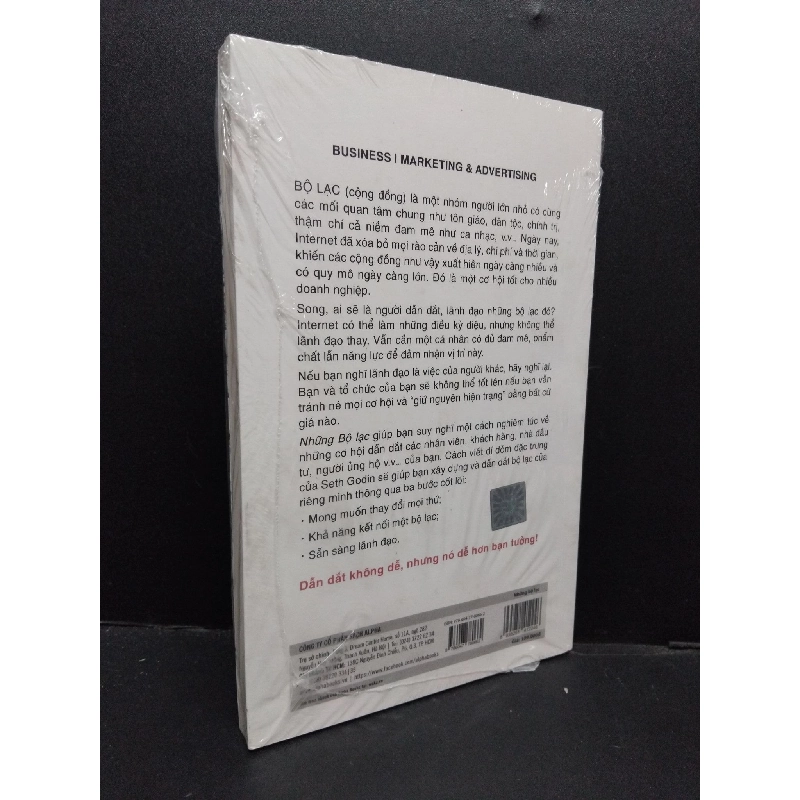 BUSINESS | MARKETING & ADVERTISING
BỘ LẠC (cộng đồng) là một nhóm người lớn nhỏ có cùng
các mối quan tâm chung như tôn giáo, dân tộc, chính trị,
thậm chí cả niềm đam mê như ca nhạc, v.v.. Ngày nay,
Internet đã xóa bỏ mọi rào cản về địa lý, chi phí và thời gian,
khiến các cộng đồng như vậy xuất hiện ngày càng nhiều và
có quy mô ngày càng lớn. Đó là một cơ hội tốt cho nhiều
doanh nghiệp.
Song, ai sẽ là người dẫn dắt, lãnh đạo những bộ lạc đó?
Internet có thể làm những điều kỳ diệu, nhưng không thể
lãnh đạo thay. Vẫn cần một cá nhân có đủ đam mê, phẩm
chất lẫn năng lực để đảm nhận vị trí này.
Nếu bạn nghĩ lãnh đạo là việc của người khác, hãy nghĩ lại.
Bạn và tổ chức của bạn sẽ không thể tốt lên nếu bạn vẫn
tránh né mọi cơ hội và "giữ nguyên hiện trạng" bằng bất cứ
giá nào.
Những Bộ lạc giúp bạn suy nghĩ một cách nghiêm túc về
những cơ hội dẫn dắt các nhân viên, khách hàng, nhà đầu
tư, người ủng hộ v.v.. của bạn. Cách viết dí dỏm đặc trưng
của Seth Godin sẽ giúp bạn xây dựng và dẫn dắt bộ lạc của
riêng mình thông qua ba bước cốt lõi:
- Mong muốn thay đổi mọi thứ;
- Khả năng kết nối một bộ lạc;
- Sẵn sàng lãnh đạo.
Dẫn dắt không dễ, nhưng nó dễ hơn bạn tưởng!
Những bộ lạc
CÔNG TY CỔ PHẦN SÁCH ALPHA